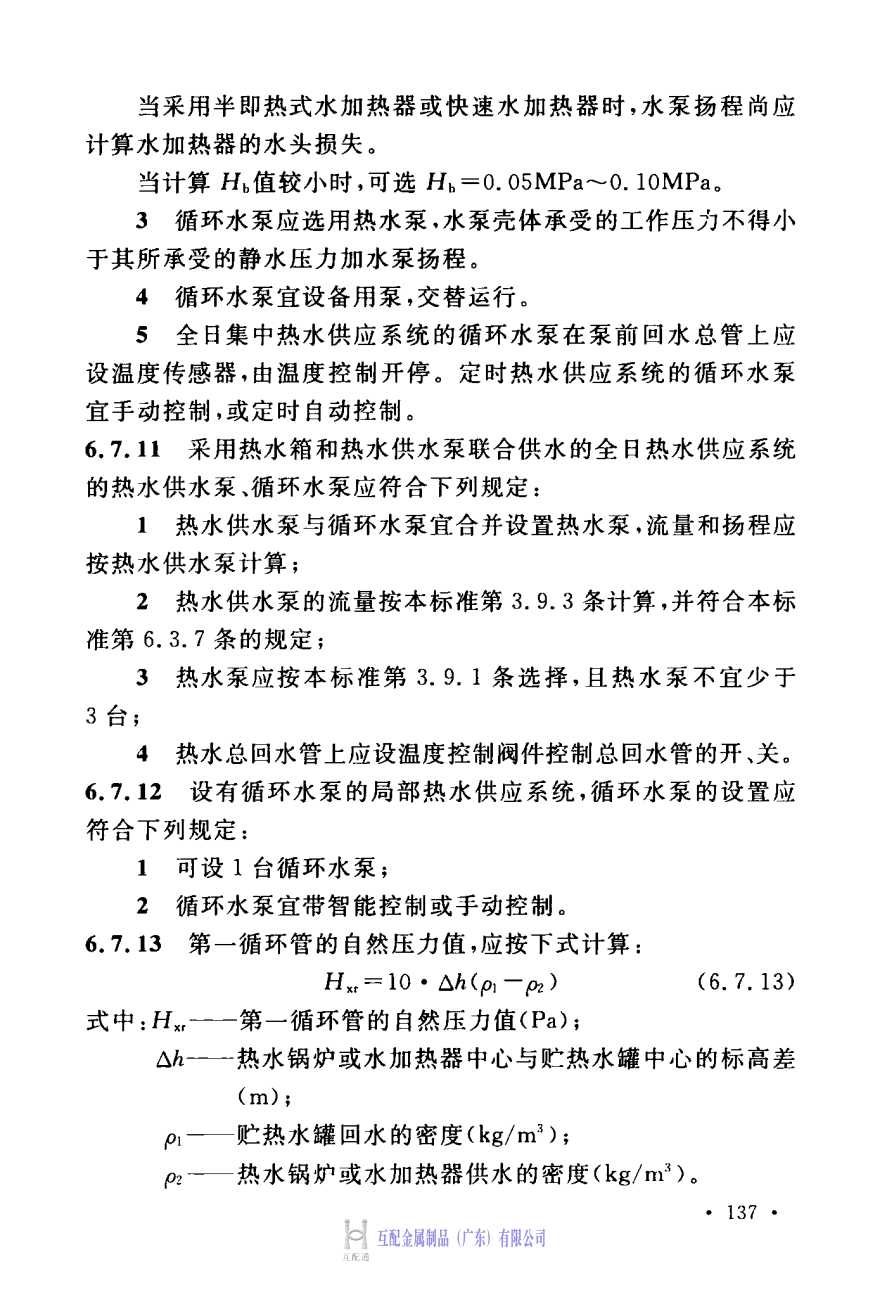 当采用半即热式水加热器或快速水加热器时,水泵扬程尚应
计算水加热器的水头损失。
当计算 Hb值较小时,可选 Hb=0.05MPa~0.10MPa。
3 循环水泵应选用热水泵,水泵壳体承受的工作压力不得小
于其所承受的静水压力加水泵扬程。
4 循环水泵宜设备用泵,交替运行。
5 全日集中热水供应系统的循环水泵在泵前回水总管上应
设温度传感器,由温度控制开停。定时热水供应系统的循环水泵
宜手动控制,或定时自动控制。
6.7.11 采用热水箱和热水供水泵联合供水的全日热水供应系统
的热水供水泵、循环水泵应符合下列规定:
1 热水供水泵与循环水泵宜合并设置热水泵,流量和扬程应
按热水供水泵计算;
2 热水供水泵的流量按本标准第 3.9.3 条计算,并符合本标
准第 6.3.7 条的规定;
3 热水泵应按本标准第 3.9.1 条选择,且热水泵不宜少于
3 台;
4 热水总回水管上应设温度控制阀件控制总回水管的开、关。
6.7.12 设有循环水泵的局部热水供应系统,循环水泵的设置应
符合下列规定:
1 可设 1 台循环水泵;
2 循环水泵宜带智能控制或手动控制。
6.7.13 第一循环管的自然压力值,应按下式计算:
Hxr=10·Δh(ρ1-ρ2) (6.7.13)
式中:Hxr——第一循环管的自然压力值(Pa);
Δh——热水锅炉或水加热器中心与贮热水罐中心的标高差
(m);
ρ1——贮热水罐回水的密度(kg/m³);
ρ2——热水锅炉或水加热器供水的密度(kg/m³)。
· 137 ·
互配金属制品(广东)有限公司
互配通